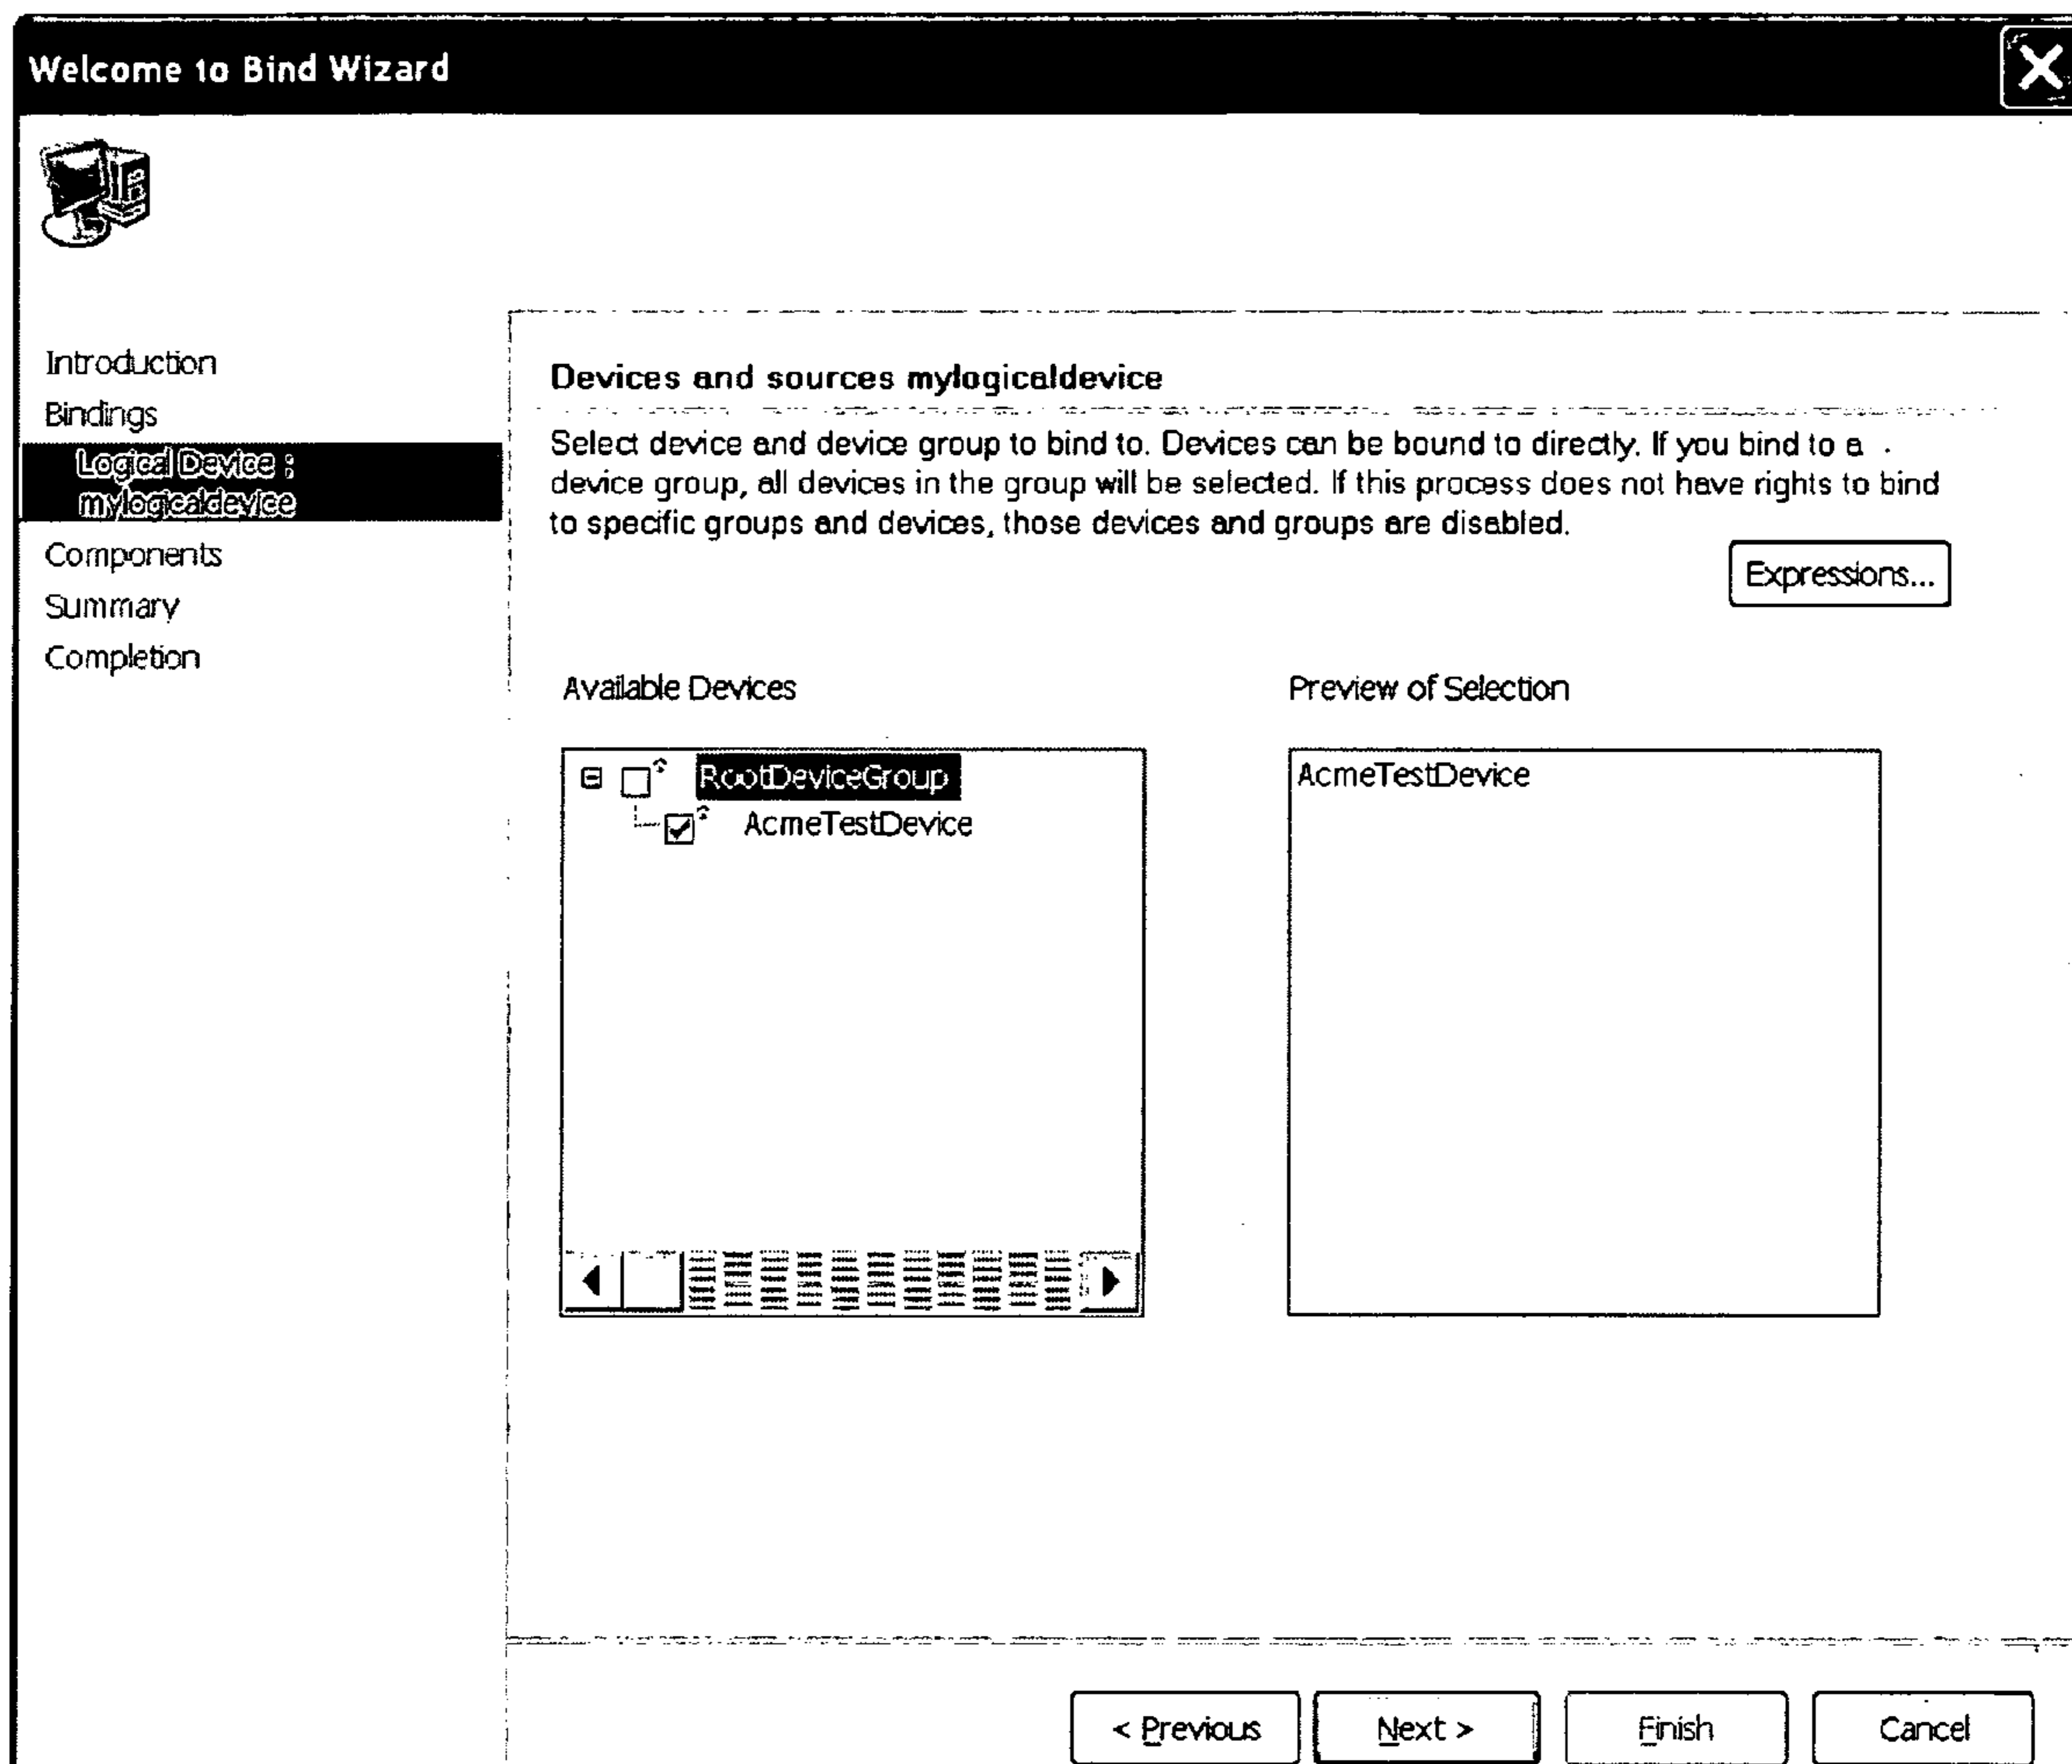 Welcome to Bind Wizard
Introduction
Bindings
Logical Device :
mylogicaldevice
Components
Summary
Completion
Devices and sources mylogicaldevice
Select device and device group to bind to. Devices can be bound to directly. If you bind to a
device group, all devices in the group will be selected. If this process does not have rights to bind
to specific groups and devices, those devices and groups are disabled.
Expressions...
Available Devices
Preview of Selection
RootDeviceGroup
AcmeTestDevice
AcmeTestDevice
< Previous
Next >
Finish
Cancel